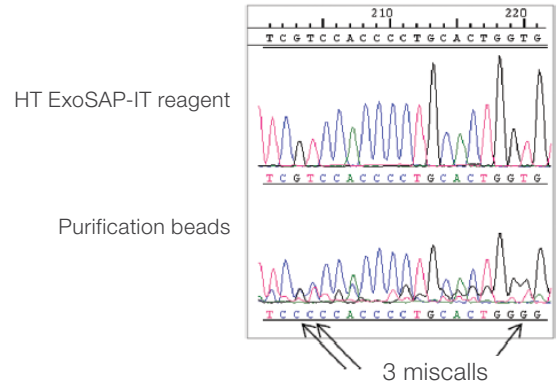 210 220
T C G T C C A C C C C T G C A C T G G T G
HT ExoSAP-IT reagent
T C G T C C A C C C C T G C A C T G G T G
Purification beads
T C C C C C A C C C C T G C A C T G G G G
3 miscalls